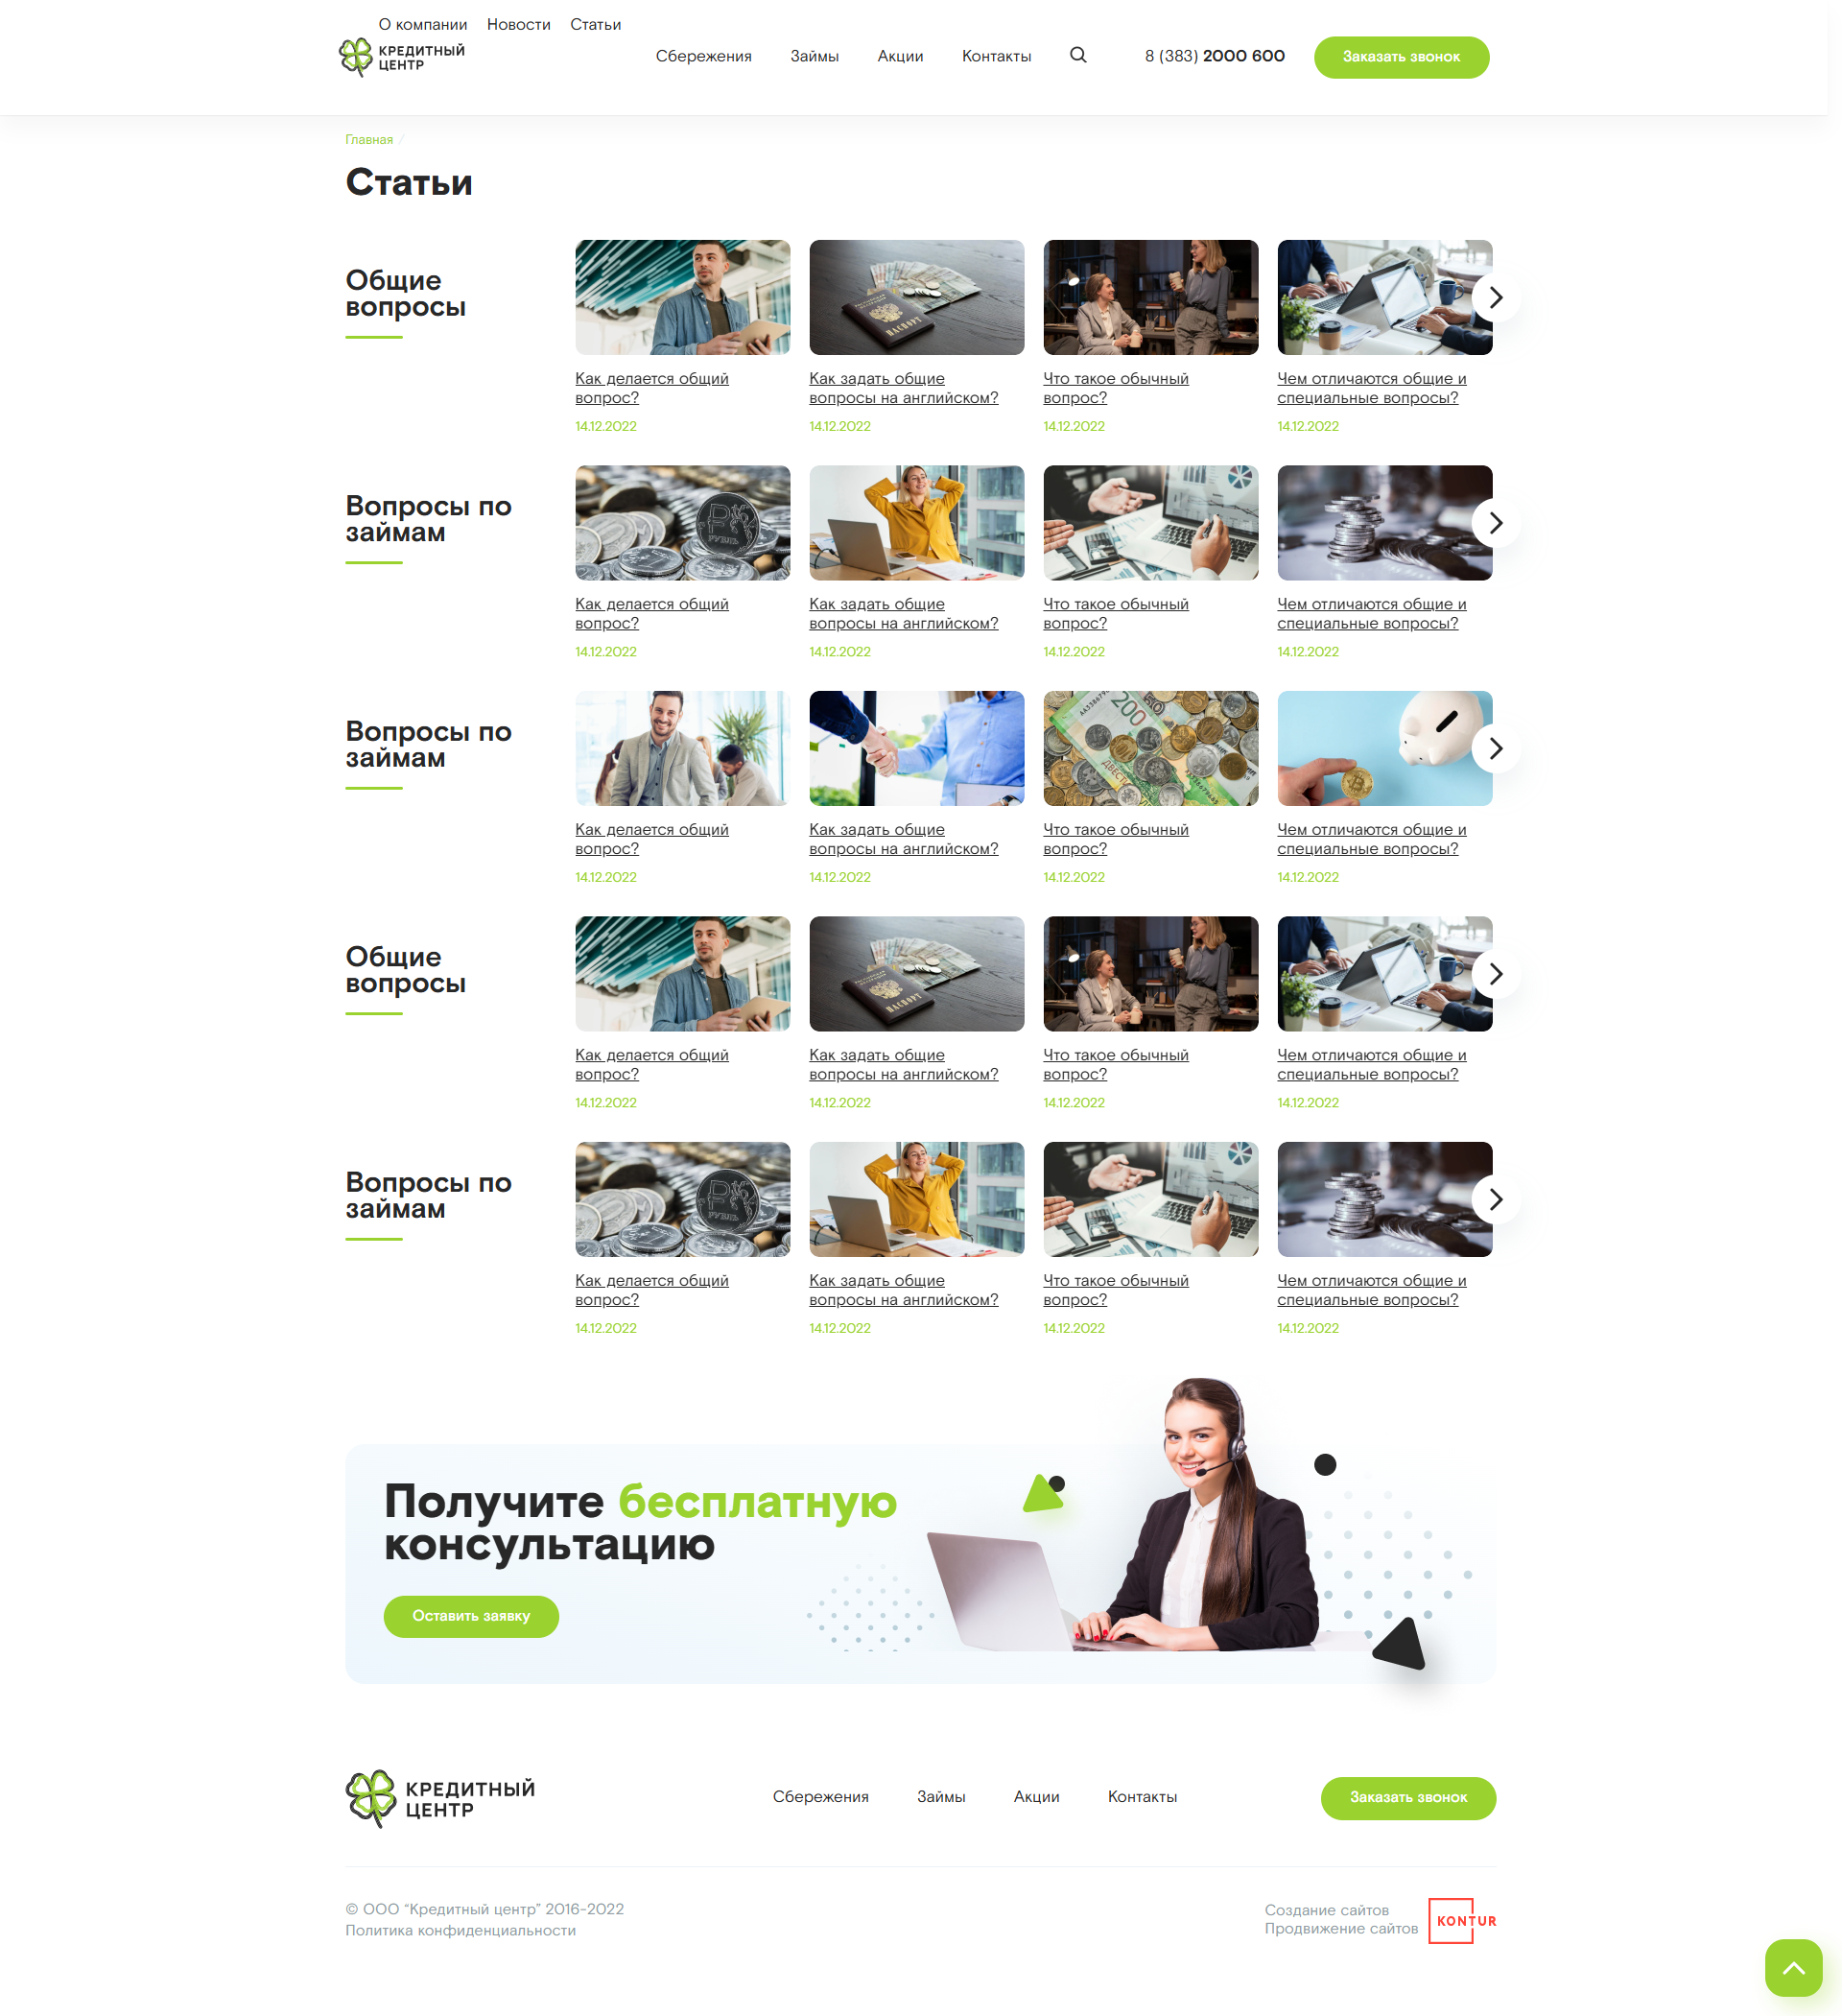 О компании Новости Статьи
КРЕДИТНЫЙ
ЦЕНТР
Сбережения Займы Акции Контакты 8 (383) 2000 600 Заказать звонок
Главная /
Статьи
Общие
вопросы
ПАСПОРТ
Как делается общий
вопрос?
14.12.2022
Как задать общие
вопросы на английском?
14.12.2022
Что такое обычный
вопрос?
14.12.2022
Чем отличаются общие и
специальные вопросы?
14.12.2022
Вопросы по
займам
РУБЛЬ
Как делается общий
вопрос?
14.12.2022
Как задать общие
вопросы на английском?
14.12.2022
Что такое обычный
вопрос?
14.12.2022
Чем отличаются общие и
специальные вопросы?
14.12.2022
Вопросы по
займам
200
Как делается общий
вопрос?
14.12.2022
Как задать общие
вопросы на английском?
14.12.2022
Что такое обычный
вопрос?
14.12.2022
Чем отличаются общие и
специальные вопросы?
14.12.2022
Общие
вопросы
ПАСПОРТ
Как делается общий
вопрос?
14.12.2022
Как задать общие
вопросы на английском?
14.12.2022
Что такое обычный
вопрос?
14.12.2022
Чем отличаются общие и
специальные вопросы?
14.12.2022
Вопросы по
займам
РУБЛЬ
Как делается общий
вопрос?
14.12.2022
Как задать общие
вопросы на английском?
14.12.2022
Что такое обычный
вопрос?
14.12.2022
Чем отличаются общие и
специальные вопросы?
14.12.2022
Получите бесплатную
консультацию
Оставить заявку
КРЕДИТНЫЙ
ЦЕНТР
Сбережения Займы Акции Контакты Заказать звонок
© ООО “Кредитный центр” 2016-2022
Политика конфиденциальности
Создание сайтов
Продвижение сайтов
KONTUR